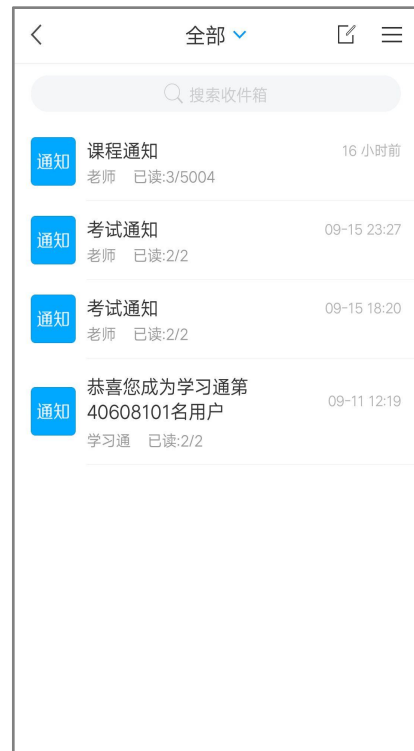 全部
搜索收件箱
通知
课程通知
16 小时前
老师 已读:3/5004
通知
考试通知
09-15 23:27
老师 已读:2/2
通知
考试通知
09-15 18:20
老师 已读:2/2
通知
恭喜您成为学习通第
40608101名用户
09-11 12:19
学习通 已读:2/2